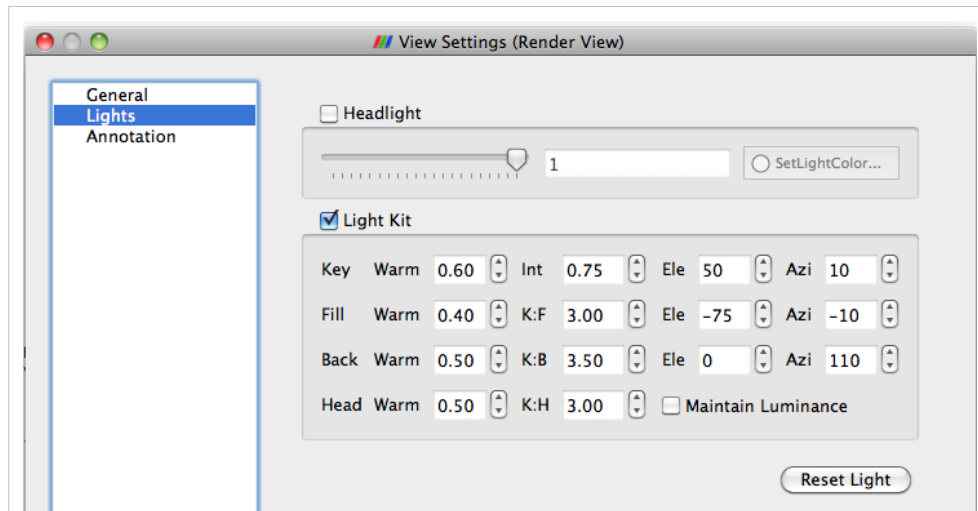 View Settings (Render View)
General
Lights
Annotation
Headlight
1 SetLightColor...
Light Kit
Key Warm 0.60 Int 0.75 Ele 50 Azi 10
Fill Warm 0.40 K:F 3.00 Ele -75 Azi -10
Back Warm 0.50 K:B 3.50 Ele 0 Azi 110
Head Warm 0.50 K:H 3.00 Maintain Luminance
Reset Light